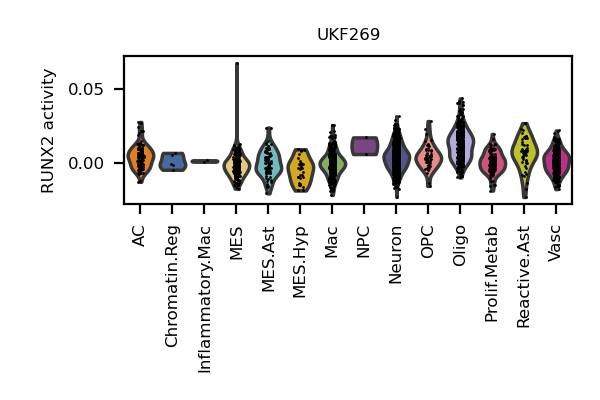 UKF269
RUNX2 activity
0.05
0.00
AC
Chromatin.Reg
Inflammatory.Mac
MES
MES.Ast
MES.Hyp
Mac
NPC
Neuron
OPC
Oligo
Prolif.Metab
Reactive.Ast
Vasc